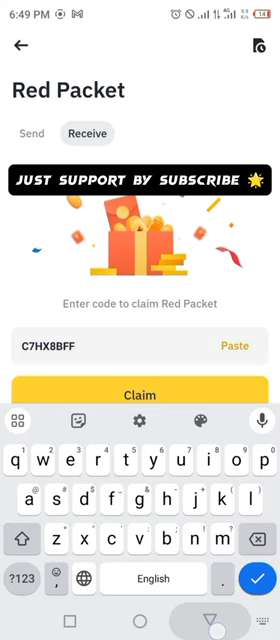 6:49 PM
14
Red Packet
Send Receive
JUST SUPPORT BY SUBSCRIBE 🌟
Enter code to claim Red Packet
C7HX8BFF Paste
Claim
q w e r t y u i o p
a s d f g h j k l
z x c v b n m
?123 , English .